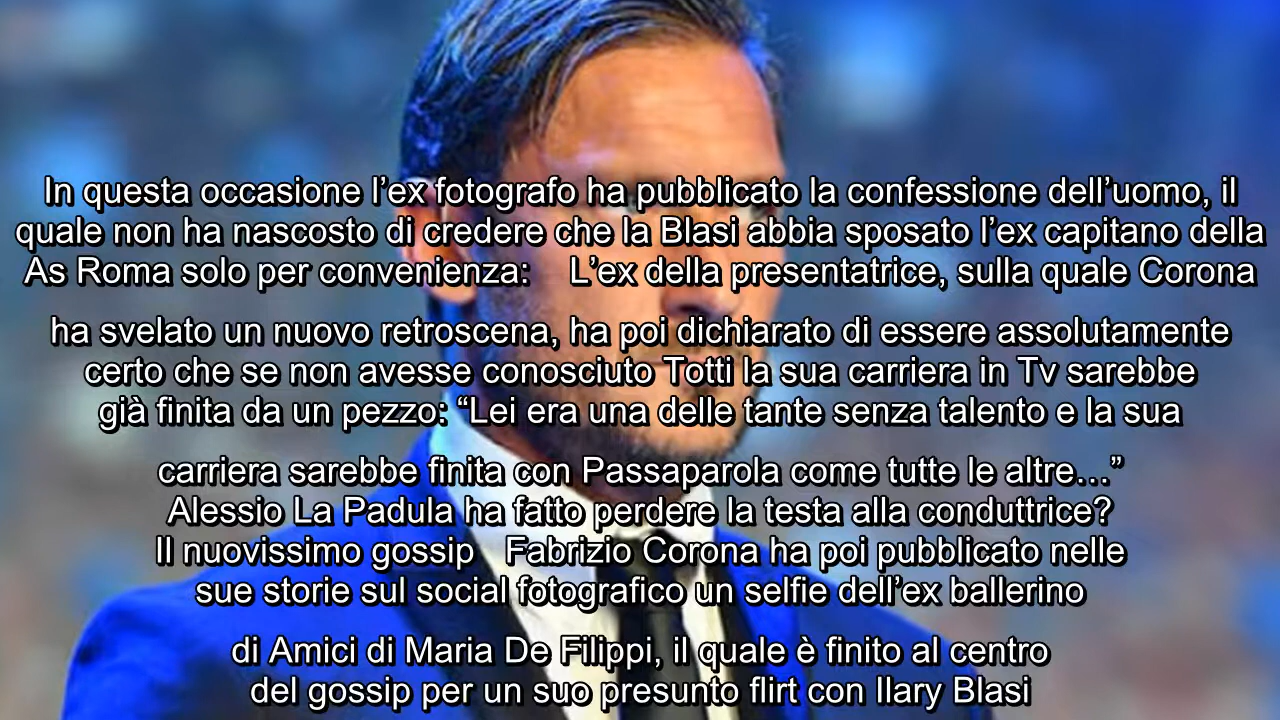 In questa occasione l’ex fotografo ha pubblicato la confessione dell’uomo, il
quale non ha nascosto di credere che la Blasi abbia sposato l’ex capitano della
As Roma solo per convenienza:    L’ex della presentatrice, sulla quale Corona
ha svelato un nuovo retroscena, ha poi dichiarato di essere assolutamente
certo che se non avesse conosciuto Totti la sua carriera in Tv sarebbe
già finita da un pezzo: “Lei era una delle tante senza talento e la sua
carriera sarebbe finita con Passaparola come tutte le altre…”
Alessio La Padula ha fatto perdere la testa alla conduttrice?
Il nuovissimo gossip   Fabrizio Corona ha poi pubblicato nelle
sue storie sul social fotografico un selfie dell’ex ballerino
di Amici di Maria De Filippi, il quale è finito al centro
del gossip per un suo presunto flirt con Ilary Blasi